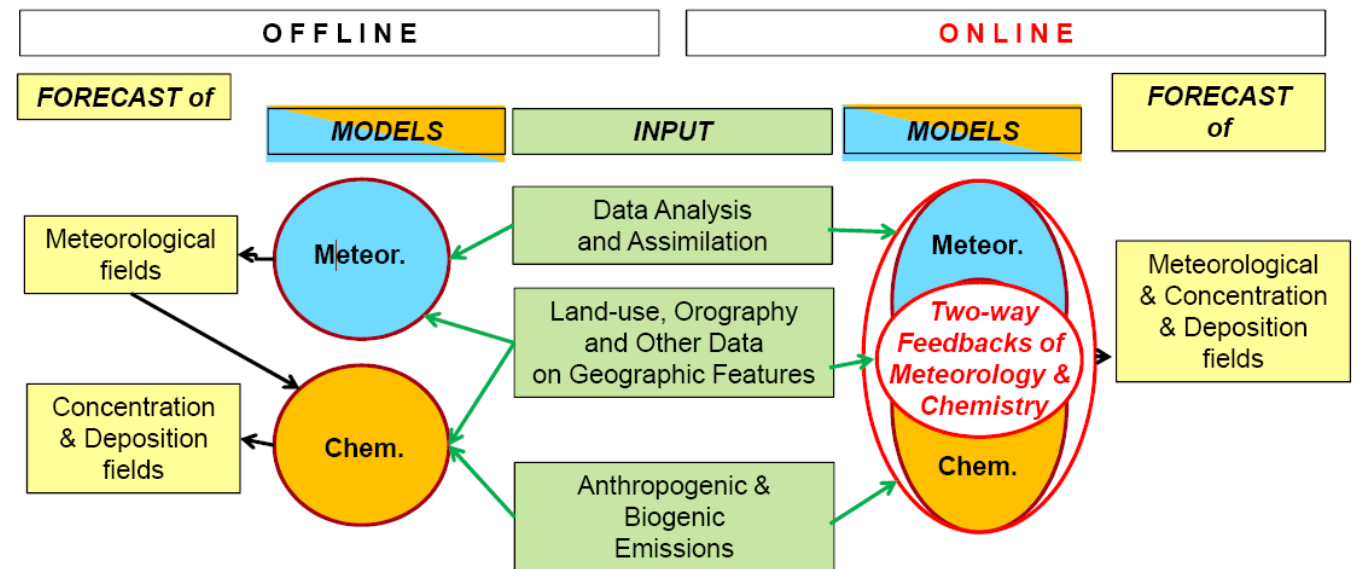 OFFLINE
ONLINE
FORECAST of
MODELS
INPUT
MODELS
FORECAST
of
Meteorological
fields
Meteor.
Data Analysis
and Assimilation
Meteor.
Meteorological
& Concentration
& Deposition
fields
Land-use, Orography
and Other Data
on Geographic Features
Two-way
Feedbacks of
Meteorology &
Chemistry
Concentration
& Deposition
fields
Chem.
Anthropogenic &
Biogenic
Emissions
Chem.